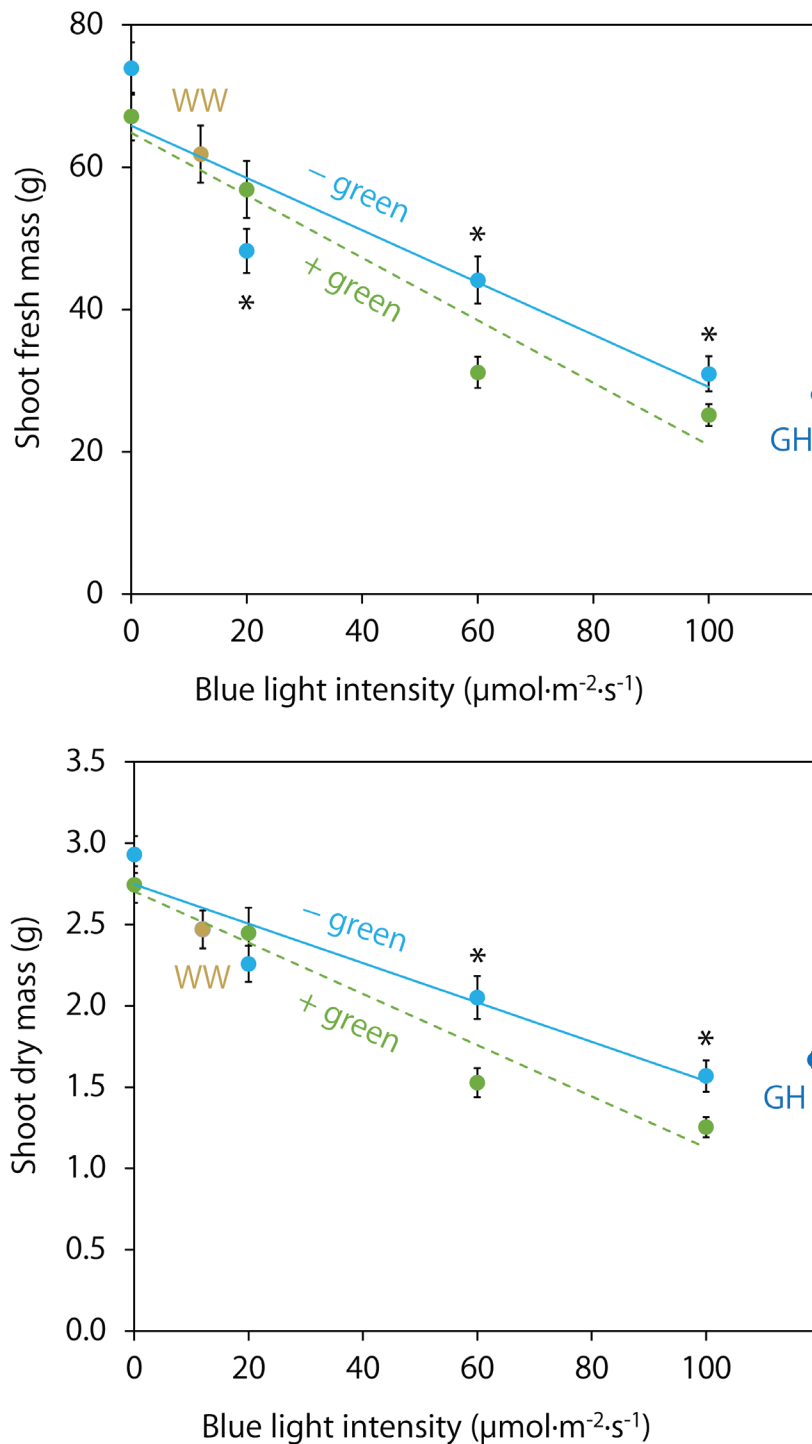 80
60
40
20
0
Shoot fresh mass (g)
WW
– green
+ green
*
*
*
GH
0 20 40 60 80 100
Blue light intensity (µmol·m⁻²·s⁻¹)
3.5
3.0
2.5
2.0
1.5
1.0
0.5
0.0
Shoot dry mass (g)
WW
– green
+ green
*
*
GH
0 20 40 60 80 100
Blue light intensity (µmol·m⁻²·s⁻¹)